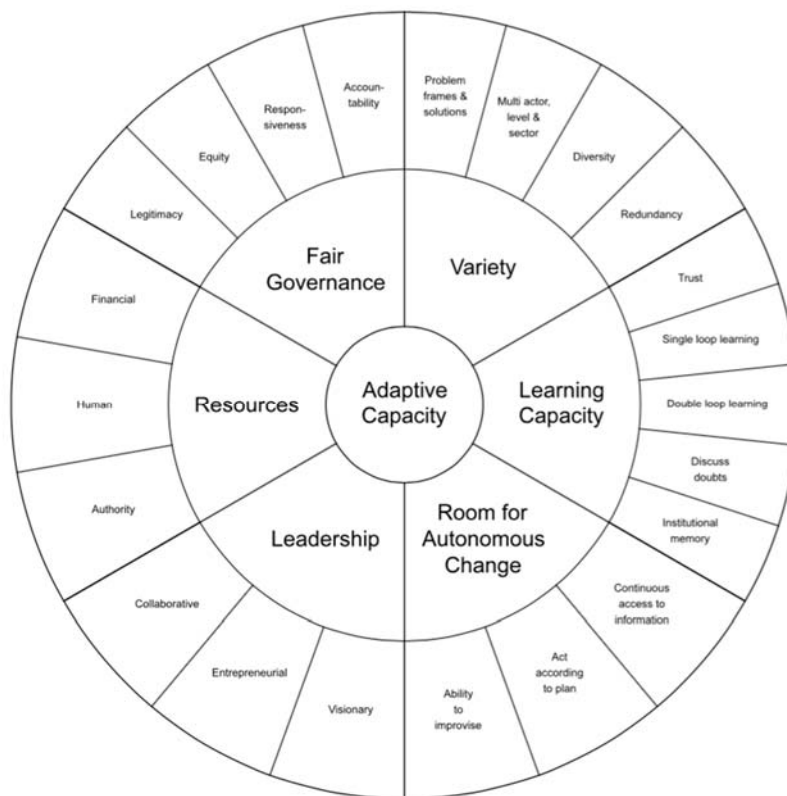 Accoun-
tability
Problem
frames &
solutions
Multi actor,
level &
sector
Diversity
Redundancy
Trust
Single loop learning
Double loop learning
Discuss
doubts
Institutional
memory
Continuous
access to
information
Act
according
to plan
Ability
to
improvise
Visionary
Entrepreneurial
Collaborative
Authority
Human
Financial
Legitimacy
Equity
Respon-
siveness
Fair
Governance
Variety
Learning
Capacity
Room for
Autonomous
Change
Leadership
Resources
Adaptive
Capacity